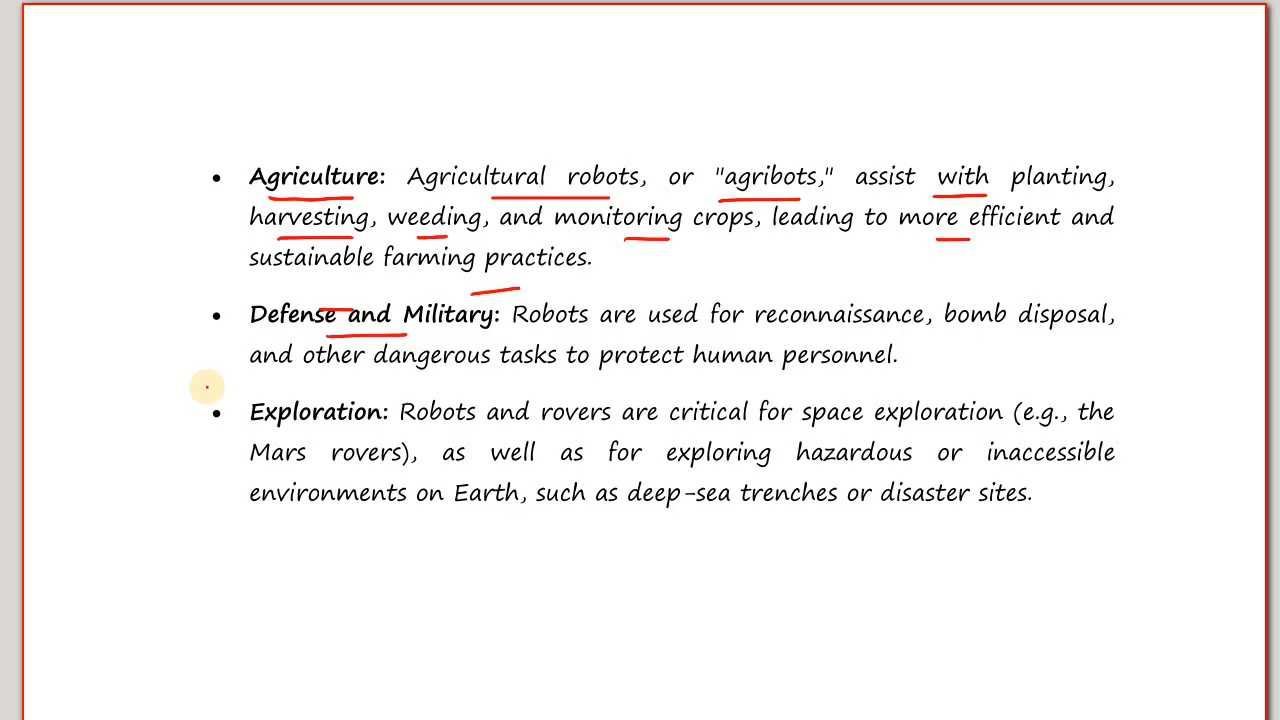 • Agriculture: Agricultural robots, or "agribots," assist with planting,
harvesting, weeding, and monitoring crops, leading to more efficient and
sustainable farming practices.
• Defense and Military: Robots are used for reconnaissance, bomb disposal,
and other dangerous tasks to protect human personnel.
• Exploration: Robots and rovers are critical for space exploration (e.g., the
Mars rovers), as well as for exploring hazardous or inaccessible
environments on Earth, such as deep-sea trenches or disaster sites.